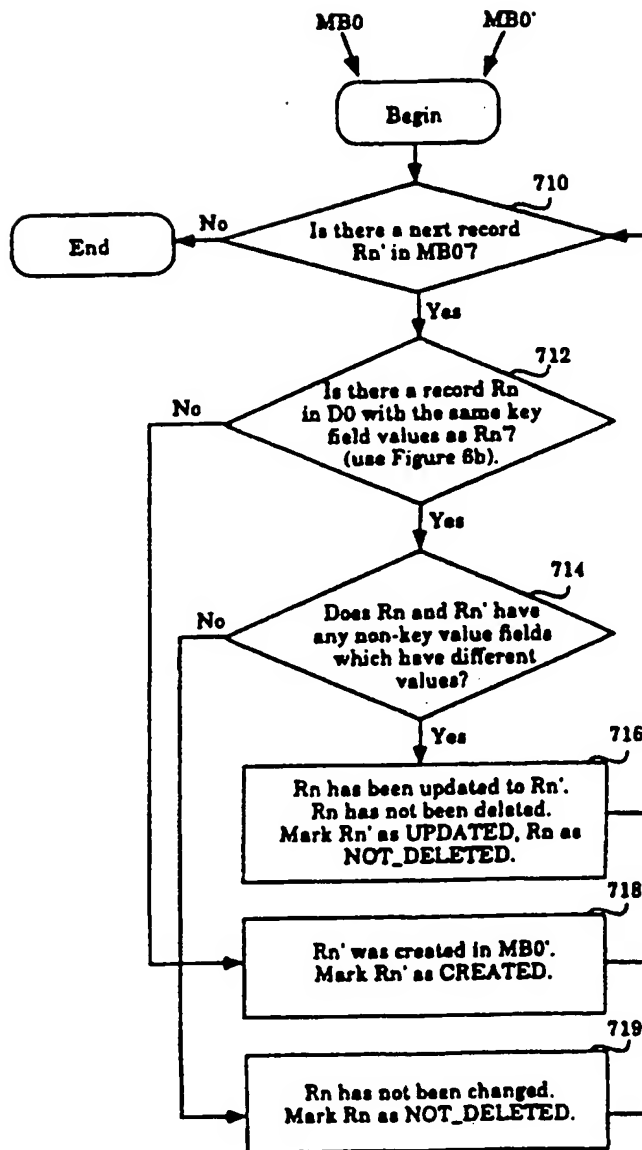 MB0 MB0'
Begin
710
Is there a next record
Rn' in MB0'?
No
End
Yes
712
Is there a record Rn
in D0 with the same key
field values as Rn'?
(use Figure 6b).
No
Yes
714
Does Rn and Rn' have
any non-key value fields
which have different
values?
No
Yes
716
Rn has been updated to Rn'.
Rn has not been deleted.
Mark Rn' as UPDATED, Rn as
NOT_DELETED.
718
Rn' was created in MB0'.
Mark Rn' as CREATED.
719
Rn has not been changed.
Mark Rn as NOT_DELETED.